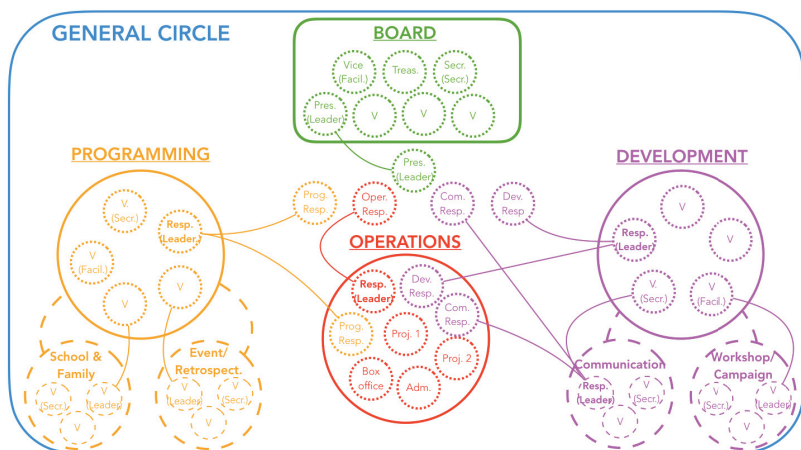 GENERAL CIRCLE
BOARD
Vice
(Facil.)
Treas.
Secr.
(Secr.)
Pres.
(Leader)
V
V
V
Pres.
(Leader)
PROGRAMMING
V.
(Secr.)
Resp.
(Leader)
V
(Facil.)
V
V
Prog.
Resp.
Oper.
Resp.
Com.
Resp.
Dev.
Resp
OPERATIONS
Resp.
(Leader)
Dev.
Resp.
Com.
Resp.
Prog.
Resp.
Proj. 1
Proj. 2
Box
office
Adm.
DEVELOPMENT
V
V
Resp.
(Leader)
V.
(Secr.)
V
(Facil.)
School &
Family
V
(Secr.)
V
(Leader)
V
Event/
Retrospect.
V
(Leader)
V
(Secr.)
V
Communication
Resp.
(Leader)
V
(Secr.)
V
Workshop/
Campaign
V
(Secr.)
V
(Leader)
V